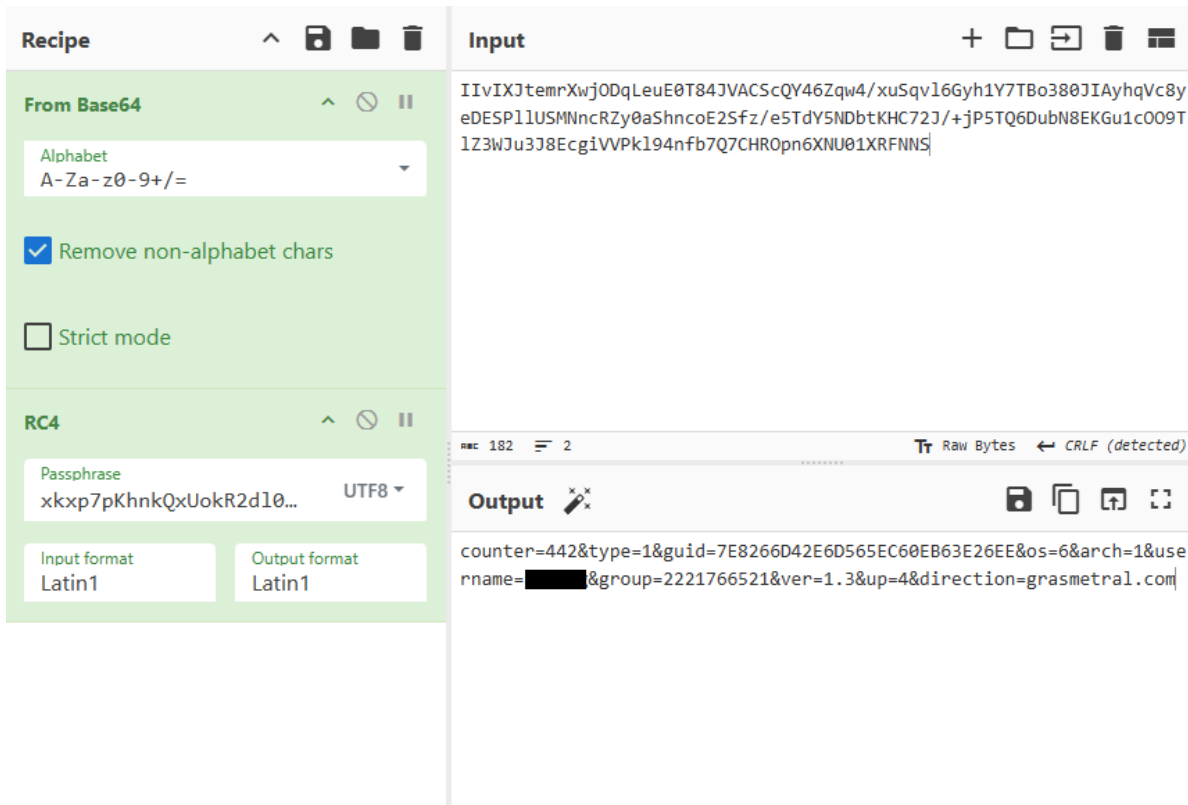 Recipe
From Base64
Alphabet
A-Za-z0-9+/=
Remove non-alphabet chars
Strict mode
RC4
Passphrase
xkxp7pKhnkQxUokR2dl0…
UTF8
Input format
Latin1
Output format
Latin1
Input
IIvIXJtemrXwjODqLeuE0T84JVACScQY46Zqw4/xuSqvl6Gyh1Y7TBo380JIAyhqVc8y
eDESPllUSMNncRZy0aShncoE2Sfz/e5TdY5NDbtKHC72J/+jP5TQ6DubN8EKGu1cOO9T
lZ3WJu3J8EcgiVVPkl94nfb7Q7CHROpn6XNU01XRFNNS
ABC 182 2
Tт Raw Bytes CRLF (detected)
Output
counter=442&type=1&guid=7E8266D42E6D565EC60EB63E26EE&os=6&arch=1&use
rname= &group=2221766521&ver=1.3&up=4&direction=grasmetral.com